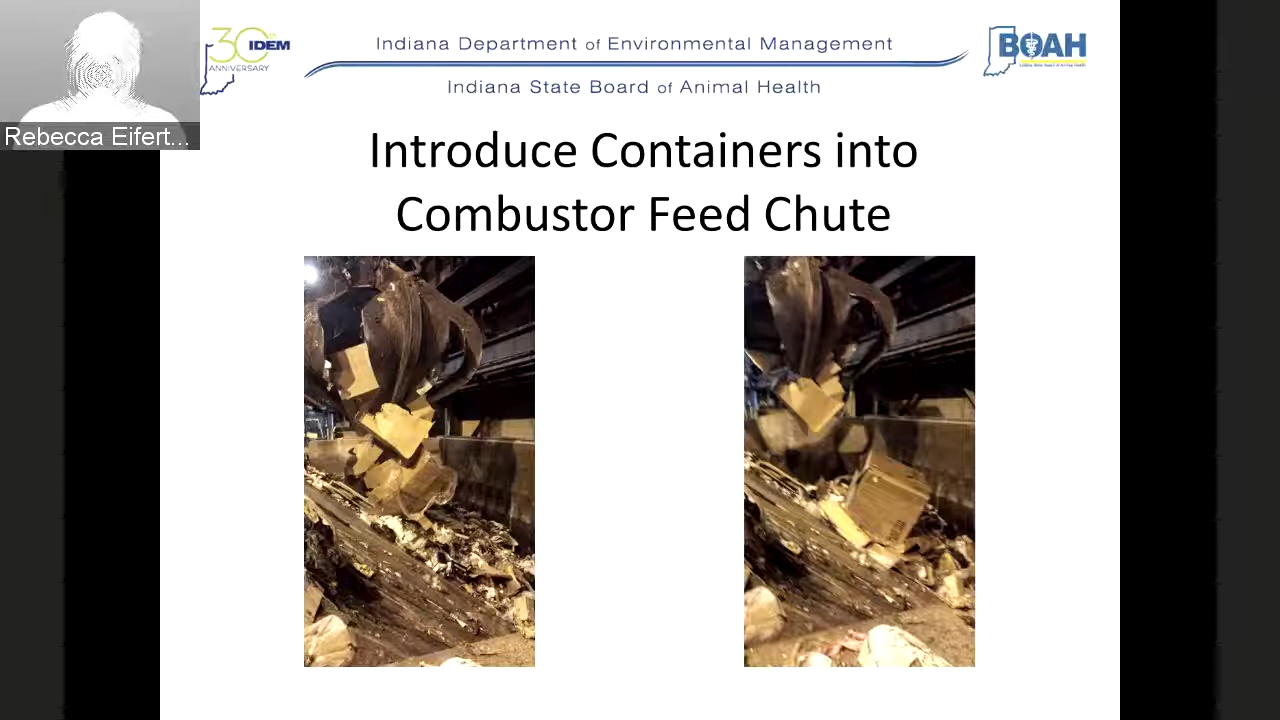 Rebecca Eifert...
30th
IDEM
ANNIVERSARY
Indiana Department of Environmental Management
Indiana State Board of Animal Health
BOAH
Introduce Containers into
Combustor Feed Chute